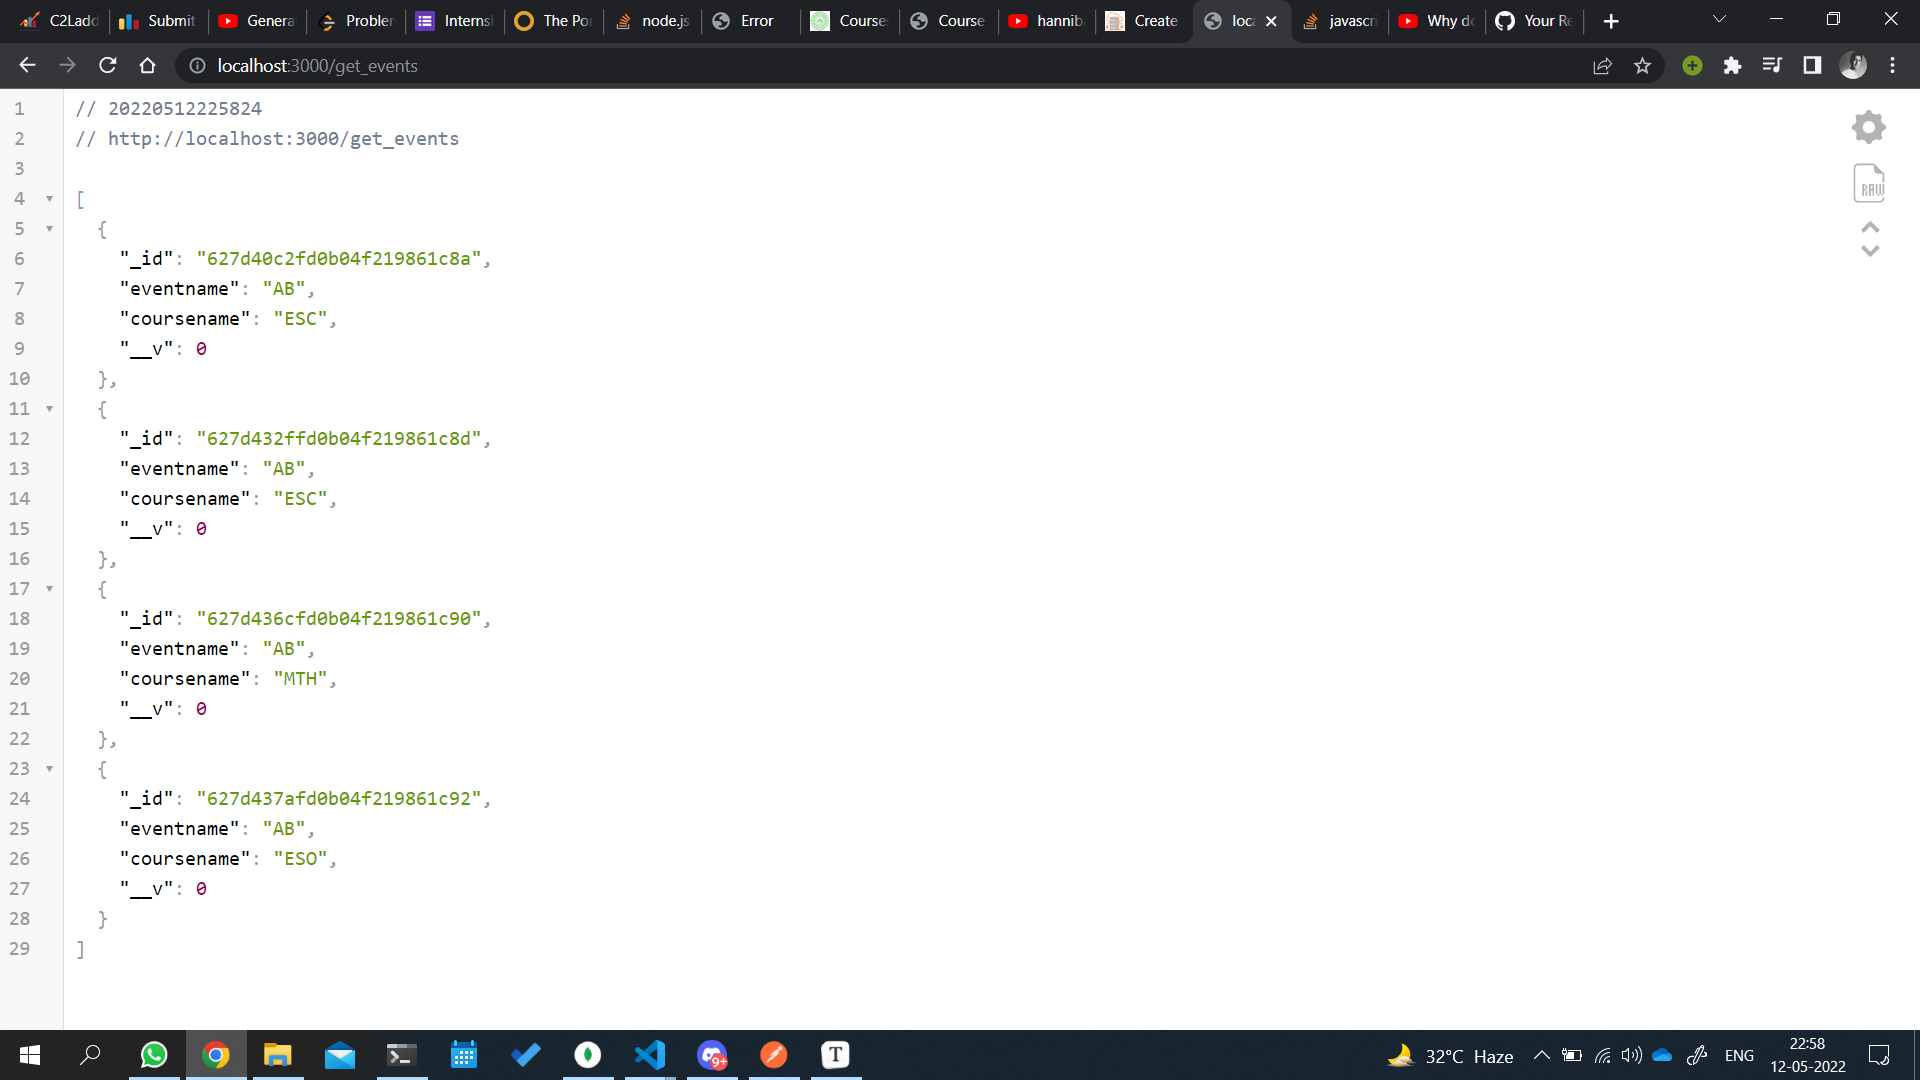 C2Ladd
Submit
Genera
Problen
Interns
The Po
node.js
Error
Courses
Course
hanniba
Create
loca
javascri
Why do
Your Re
localhost:3000/get_events
1 // 20220512225824
2 // http://localhost:3000/get_events
3
4 [
5 {
6 "_id": "627d40c2fd0b04f219861c8a",
7 "eventname": "AB",
8 "coursename": "ESC",
9 "__v": 0
10 },
11 {
12 "_id": "627d432ffd0b04f219861c8d",
13 "eventname": "AB",
14 "coursename": "ESC",
15 "__v": 0
16 },
17 {
18 "_id": "627d436cfd0b04f219861c90",
19 "eventname": "AB",
20 "coursename": "MTH",
21 "__v": 0
22 },
23 {
24 "_id": "627d437afd0b04f219861c92",
25 "eventname": "AB",
26 "coursename": "ESO",
27 "__v": 0
28 }
29 ]
RAW
9+
T
32°C Haze
ENG
22:58
12-05-2022